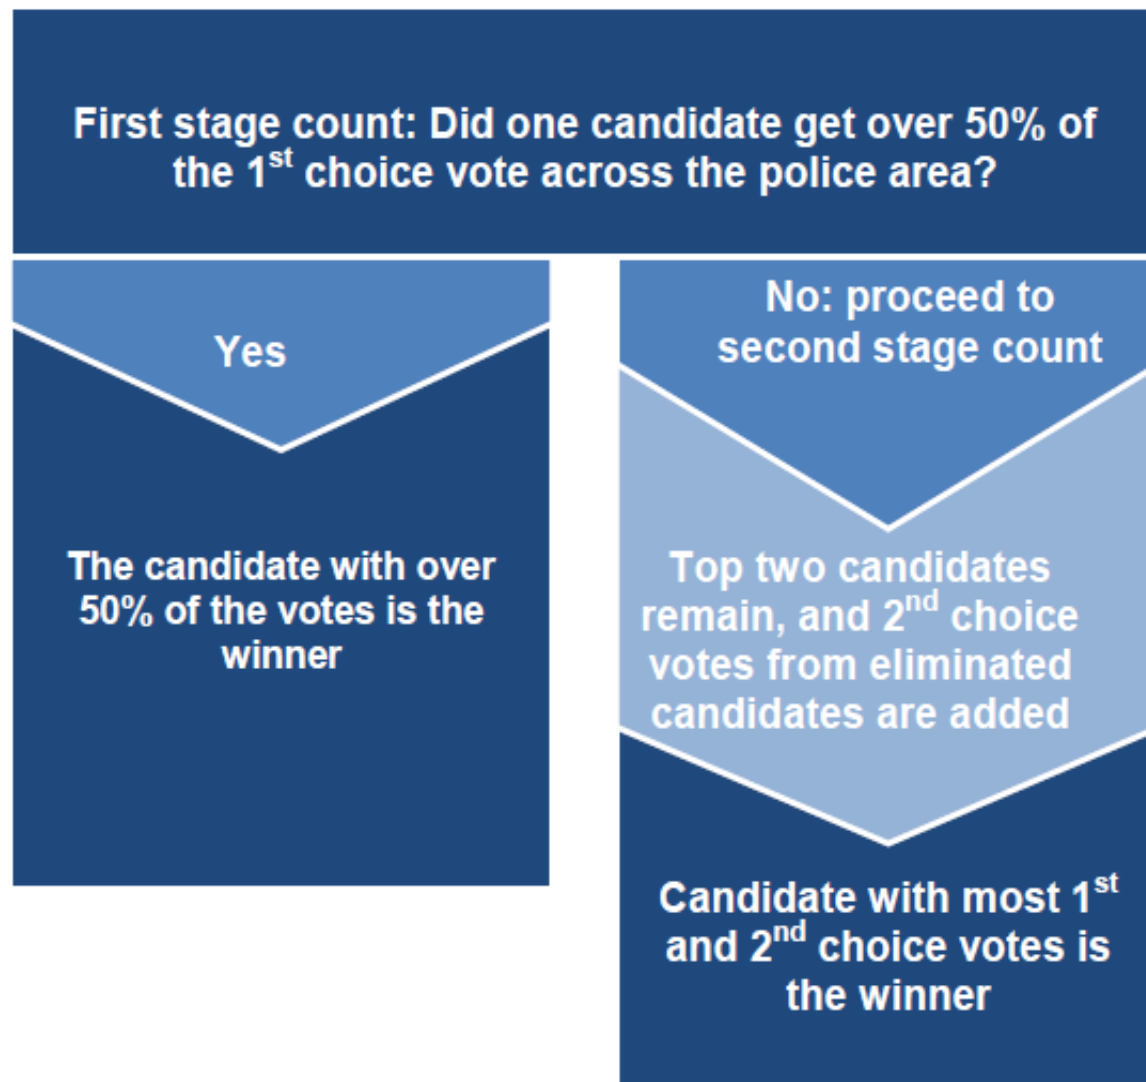 First stage count: Did one candidate get over 50% of
the 1st choice vote across the police area?
Yes
The candidate with over
50% of the votes is the
winner
No: proceed to
second stage count
Top two candidates
remain, and 2nd choice
votes from eliminated
candidates are added
Candidate with most 1st
and 2nd choice votes is
the winner